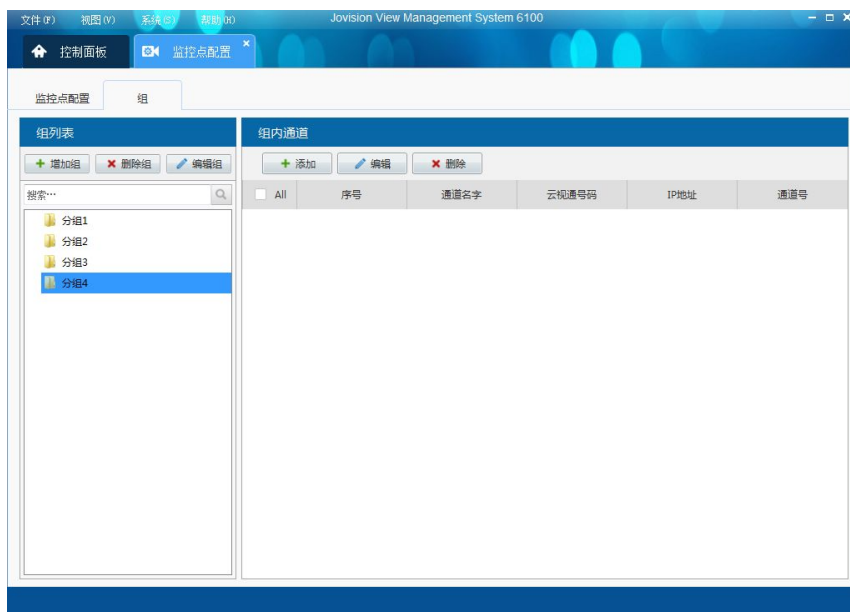 文件(F) 视图(V) 系统(S) 帮助(H) Jovision View Management System 6100
控制面板 监控点配置
监控点配置 组
组列表 组内通道
增加组 删除组 编辑组 添加 编辑 删除
搜索… All 序号 通道名字 云视通号码 IP地址 通道号
分组1
分组2
分组3
分组4